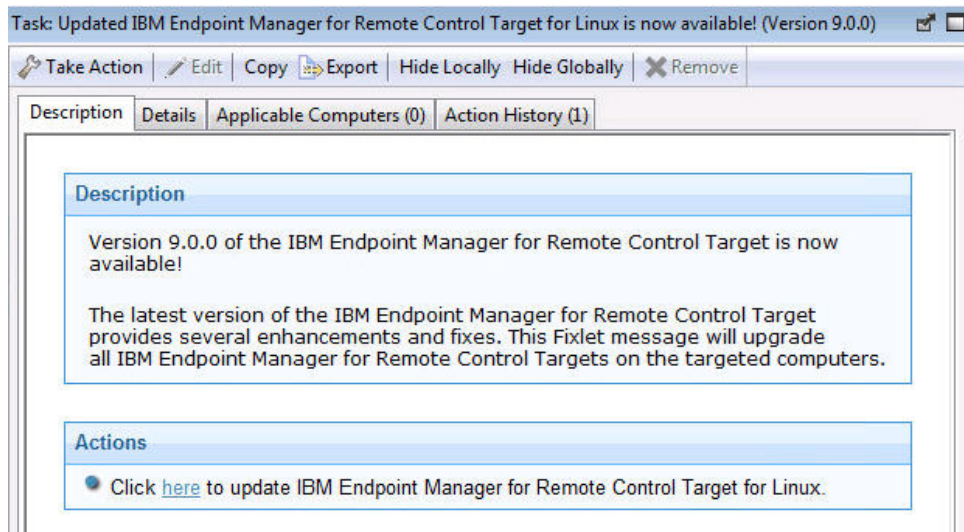 Task: Updated IBM Endpoint Manager for Remote Control Target for Linux is now available! (Version 9.0.0)
Take Action Edit Copy Export Hide Locally Hide Globally Remove
Description Details Applicable Computers (0) Action History (1)
Description
Version 9.0.0 of the IBM Endpoint Manager for Remote Control Target is now
available!
The latest version of the IBM Endpoint Manager for Remote Control Target
provides several enhancements and fixes. This Fixlet message will upgrade
all IBM Endpoint Manager for Remote Control Targets on the targeted computers.
Actions
Click here to update IBM Endpoint Manager for Remote Control Target for Linux.